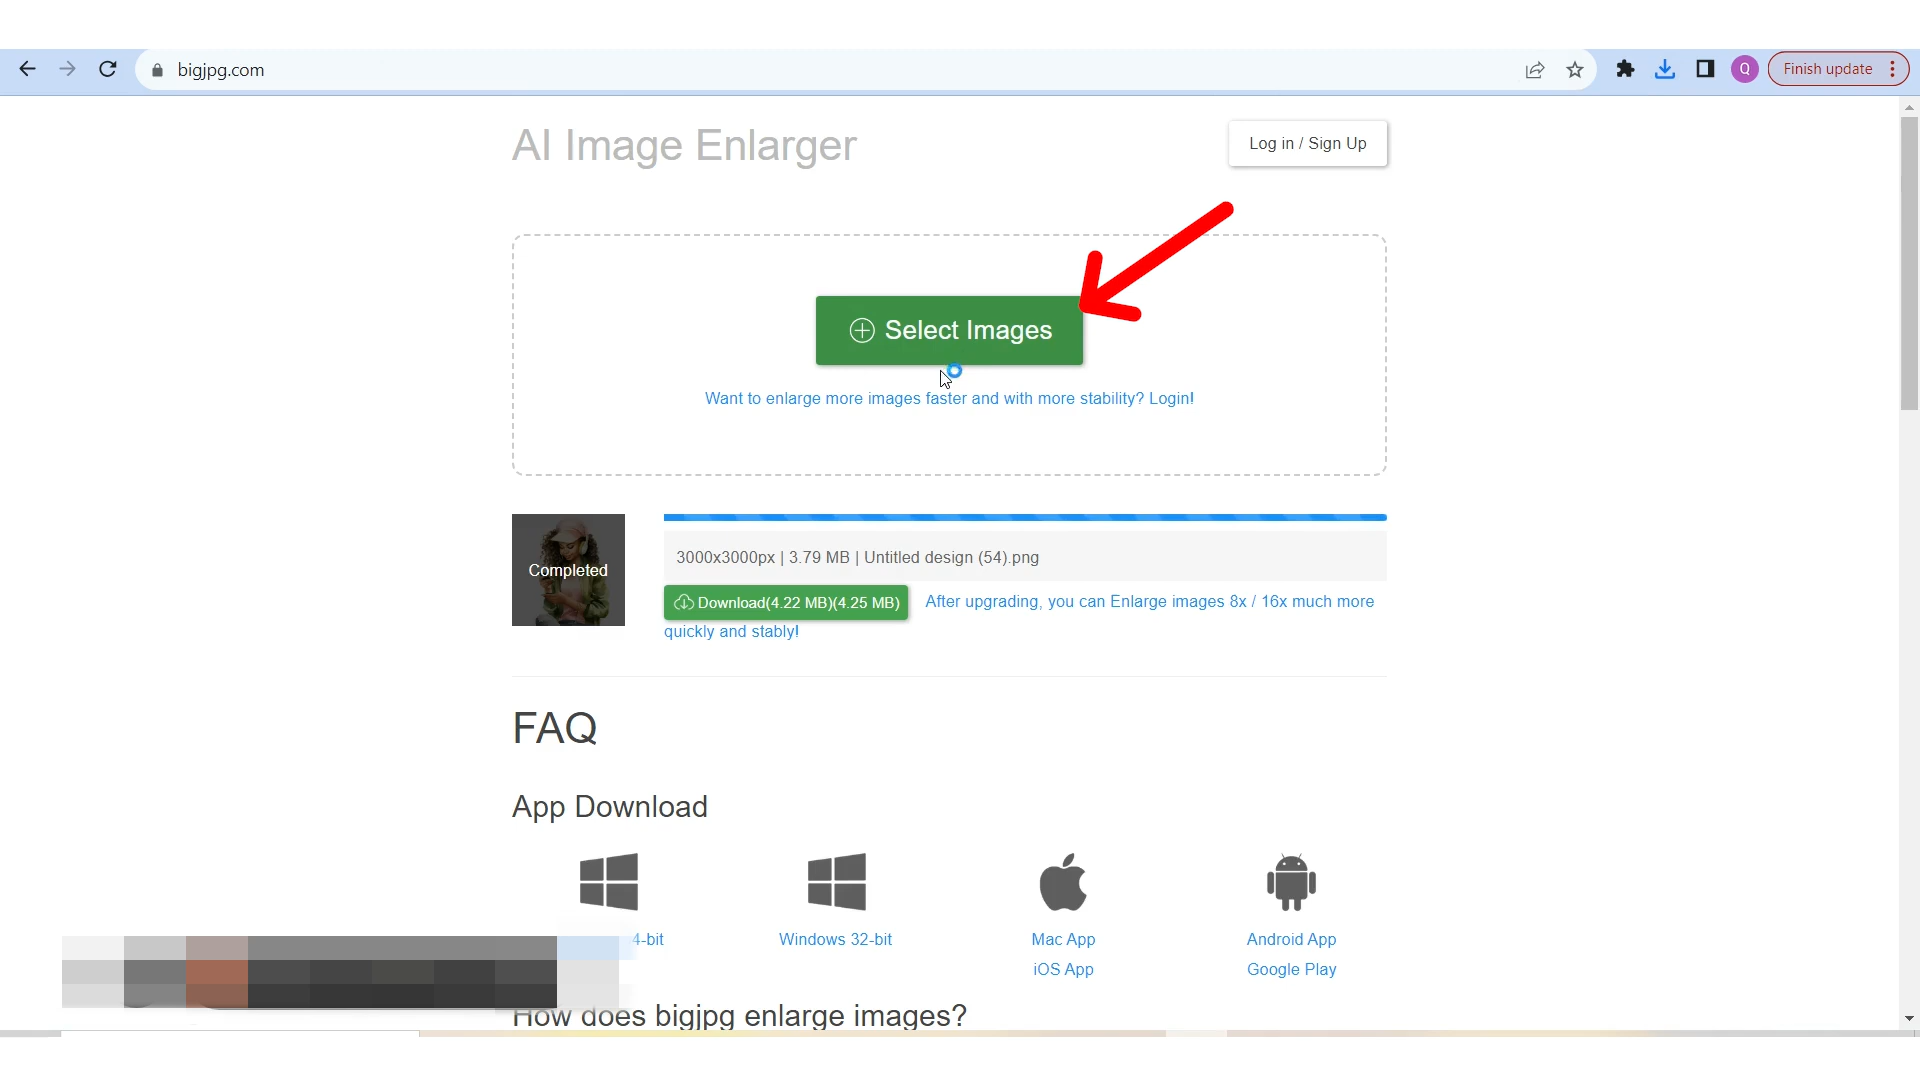 bigjpg.com
Q
Finish update
AI Image Enlarger
Log in / Sign Up
Select Images
Want to enlarge more images faster and with more stability? Login!
Completed
3000x3000px | 3.79 MB | Untitled design (54).png
Download(4.22 MB)(4.25 MB)
After upgrading, you can Enlarge images 8x / 16x much more
quickly and stably!
FAQ
App Download
4-bit
Windows 32-bit
Mac App
Android App
iOS App
Google Play
How does bigjpg enlarge images?